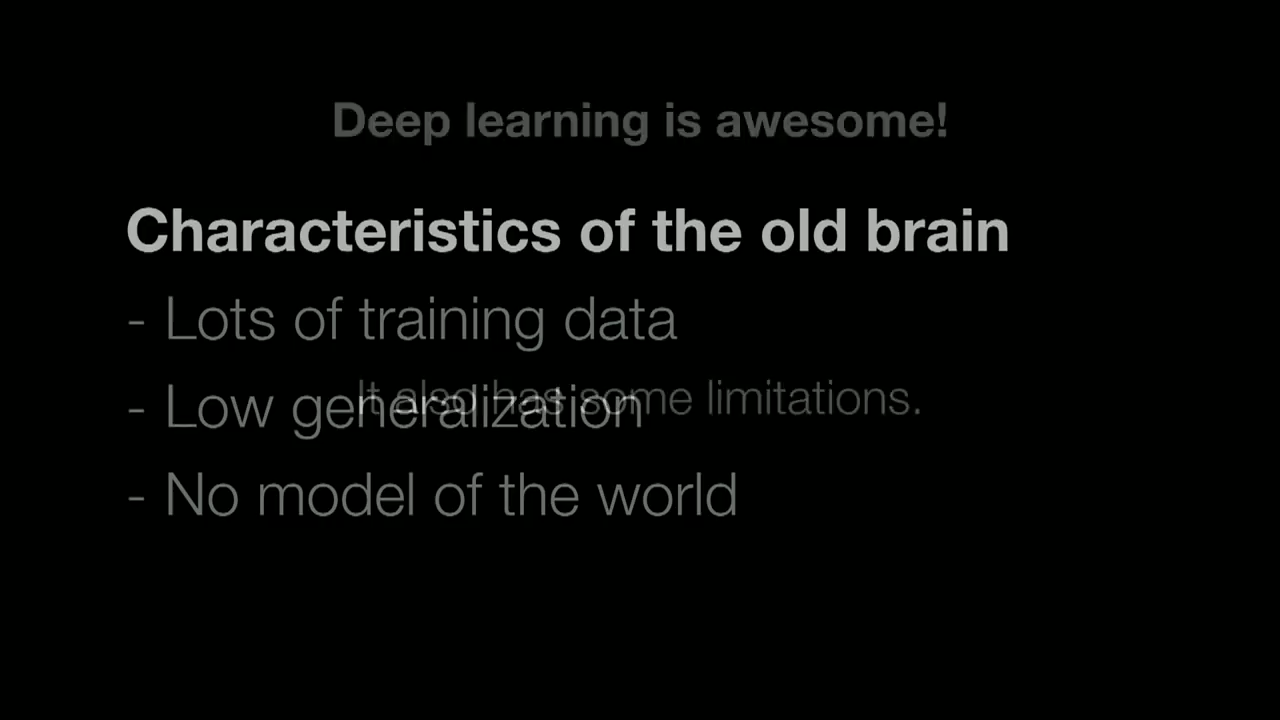 Deep learning is awesome!
Characteristics of the old brain
- Lots of training data
It also has some limitations.
- Low generalization
- No model of the world